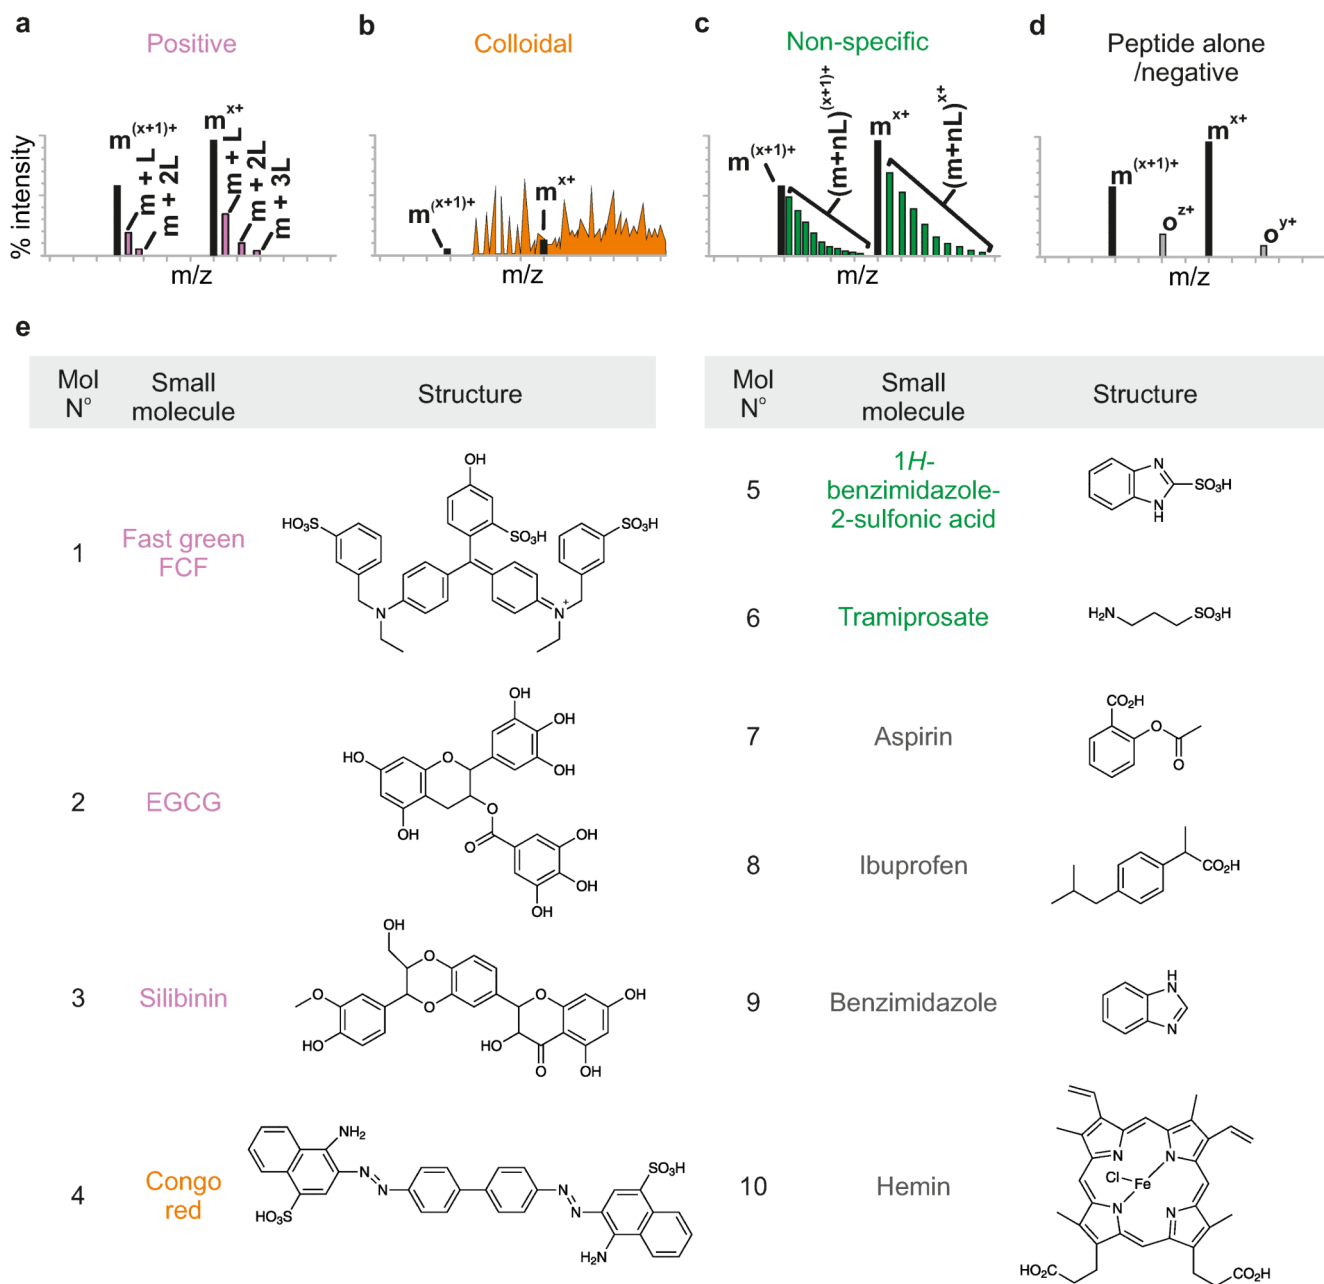 a
Positive
b
Colloidal
c
Non-specific
d
Peptide alone
/negative
% intensity
m(x+1)+
m + L
m + 2L
mx+
m + L
m + 2L
m + 3L
m/z
m(x+1)+
mx+
m/z
m(x+1)+
(m+nL)(x+1)+
mx+
(m+nL)x+
m/z
m(x+1)+
oz+
mx+
oy+
m/z
e
Mol
N°
Small
molecule
Structure
Mol
N°
Small
molecule
Structure
1
Fast green
FCF
OH
HO3S
SO3H
SO3H
N
N+
2
EGCG
OH
OH
OH
HO
O
O
OH
O
OH
OH
OH
3
Silibinin
OH
O
O
O
HO
O
OH
HO
O
OH
4
Congo
red
NH2
N
N
HO3S
SO3H
N
N
H2N
5
1H-
benzimidazole-
2-sulfonic acid
N
SO3H
N
H
6
Tramiprosate
H2N
SO3H
7
Aspirin
CO2H
O
O
8
Ibuprofen
CO2H
9
Benzimidazole
H
N
N
10
Hemin
N
N
Cl
Fe
N
N
HO2C
CO2H